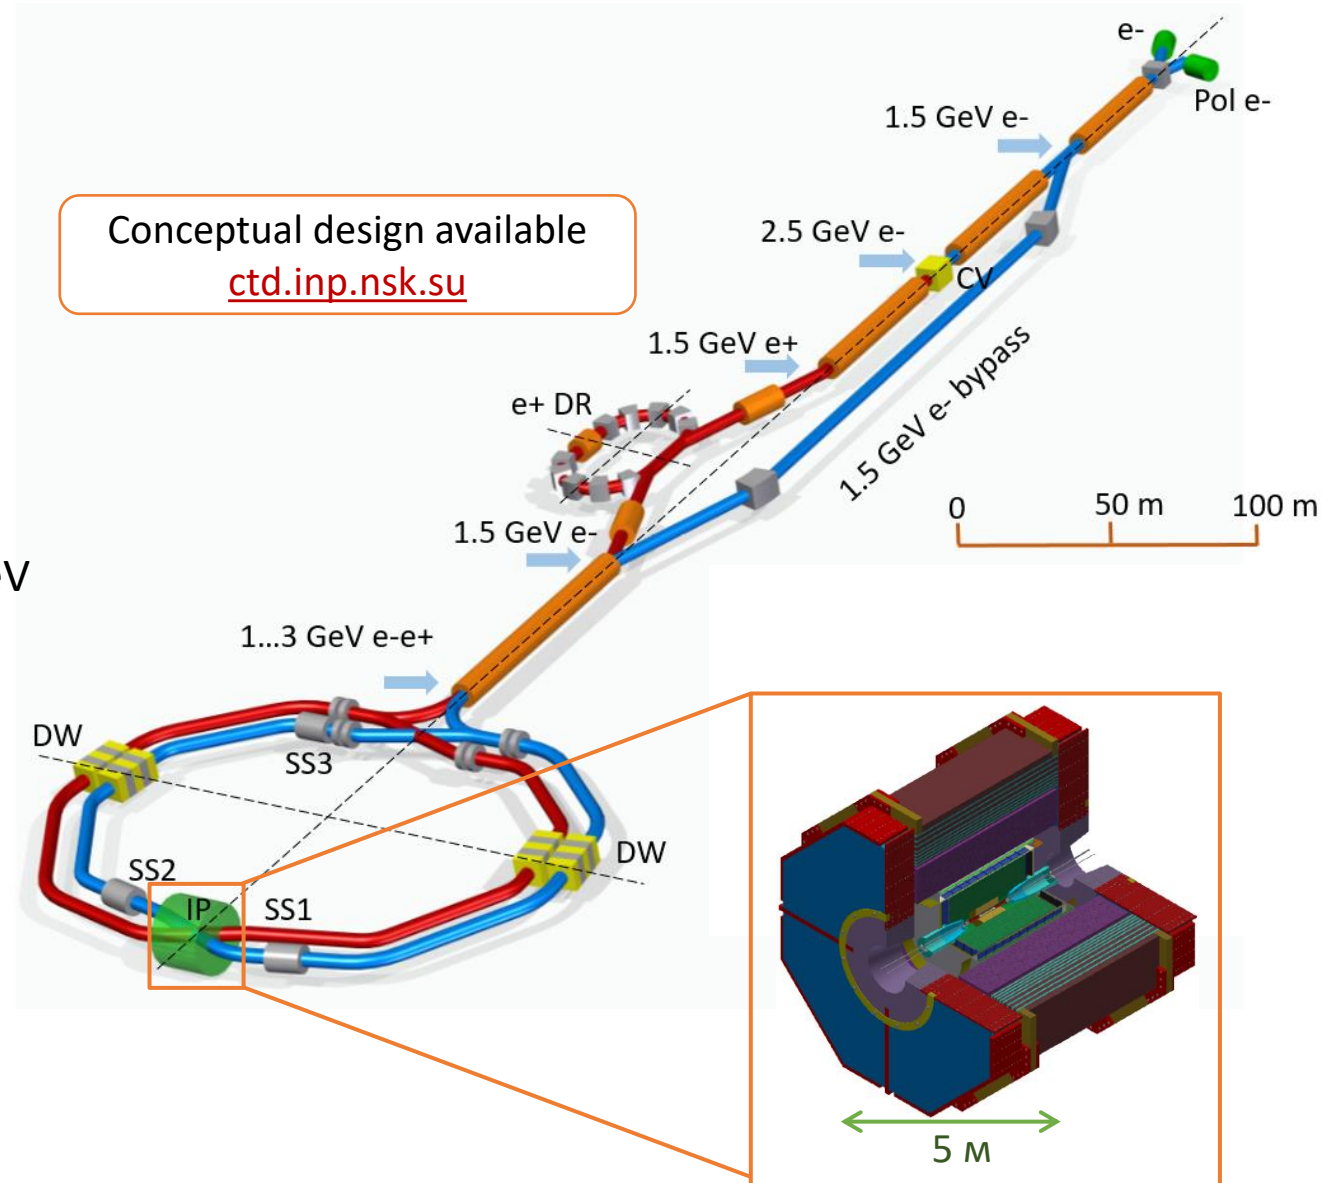 e-
Pol e-
1.5 GeV e-
Conceptual design available
ctd.inp.nsk.su
2.5 GeV e-
CV
1.5 GeV e+
1.5 GeV e- bypass
e+ DR
0 50 m 100 m
1.5 GeV e-
eV
1...3 GeV e-e+
DW
SS3
DW
SS2
IP
SS1
5 м